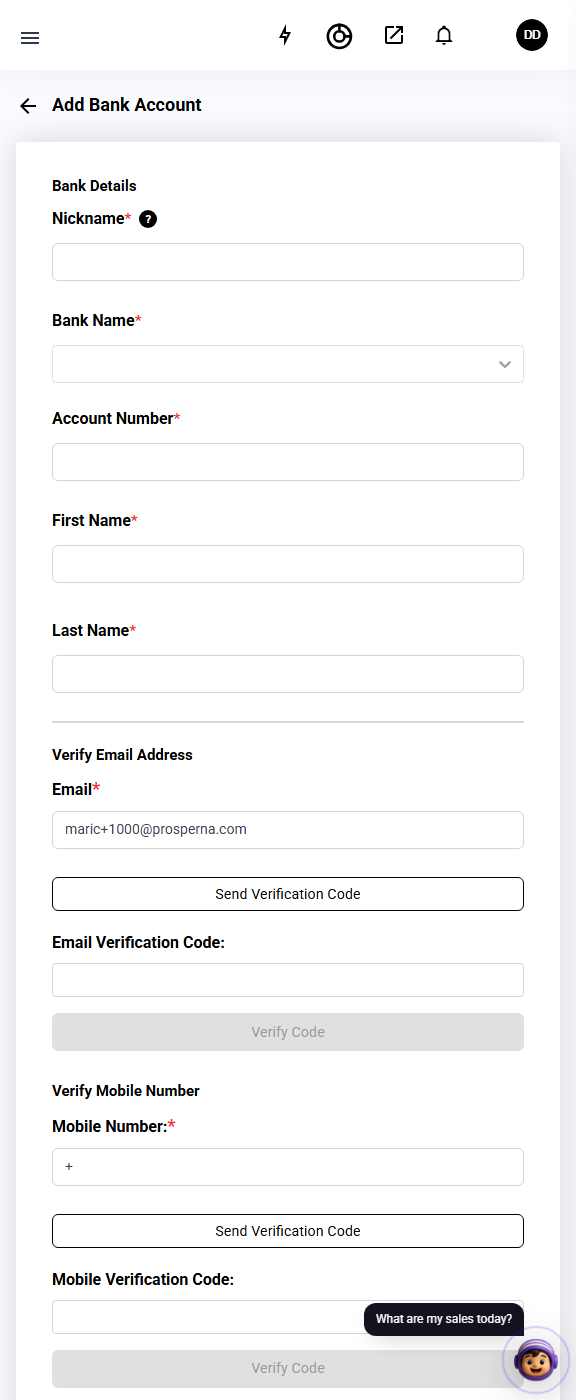 DD
Add Bank Account
Bank Details
Nickname* ?
Bank Name*
Account Number*
First Name*
Last Name*
Verify Email Address
Email*
maric+1000@prosperna.com
Send Verification Code
Email Verification Code:
Verify Code
Verify Mobile Number
Mobile Number:*
+
Send Verification Code
Mobile Verification Code:
What are my sales today?
Verify Code